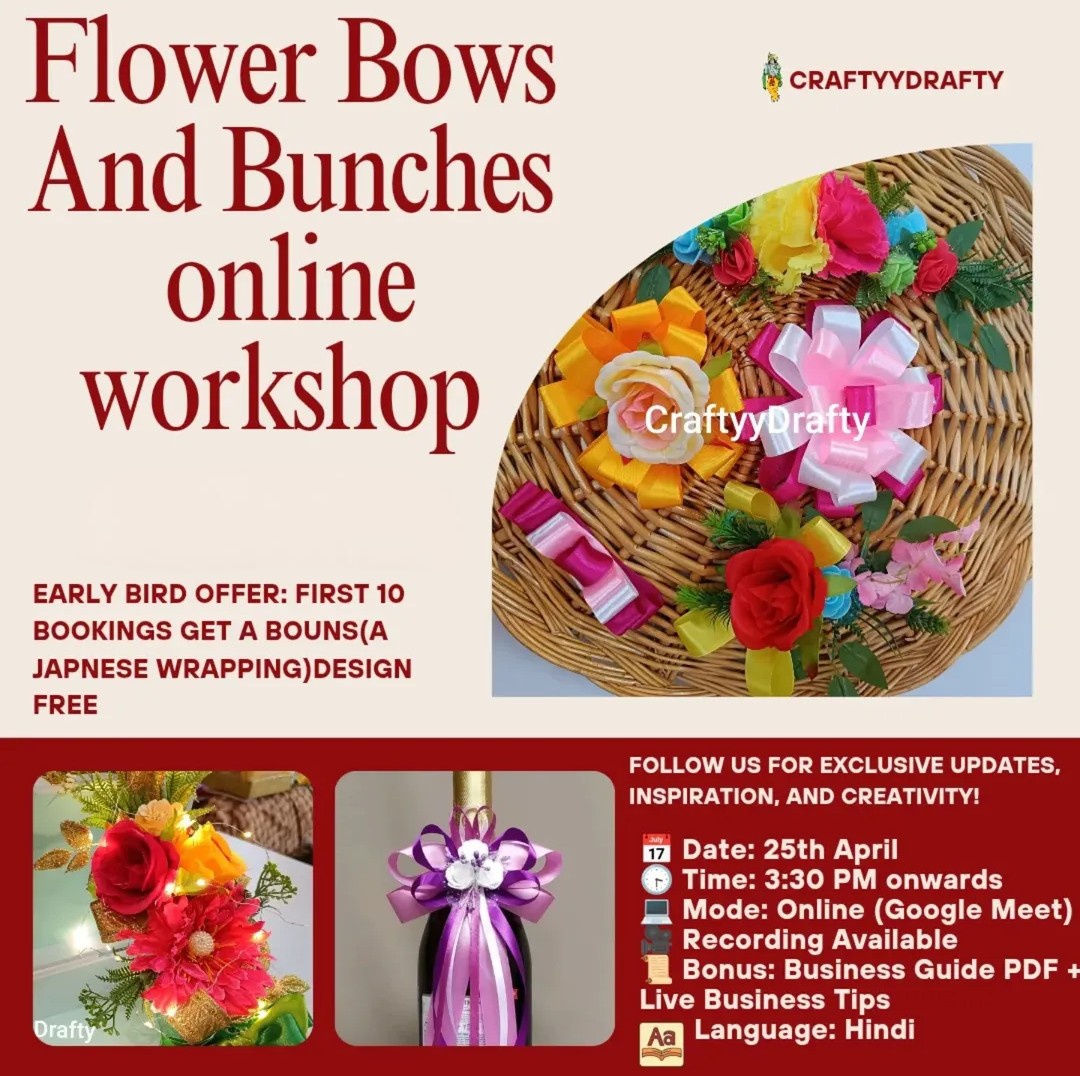 Flower Bows
And Bunches
online
workshop
CRAFTYYDRAFTY
CraftyyDrafty
EARLY BIRD OFFER: FIRST 10
BOOKINGS GET A BOUNS(A
JAPNESE WRAPPING)DESIGN
FREE
Drafty
FOLLOW US FOR EXCLUSIVE UPDATES,
INSPIRATION, AND CREATIVITY!
📅 Date: 25th April
🕒 Time: 3:30 PM onwards
💻 Mode: Online (Google Meet)
🎥 Recording Available
📜 Bonus: Business Guide PDF +
Live Business Tips
Aa Language: Hindi